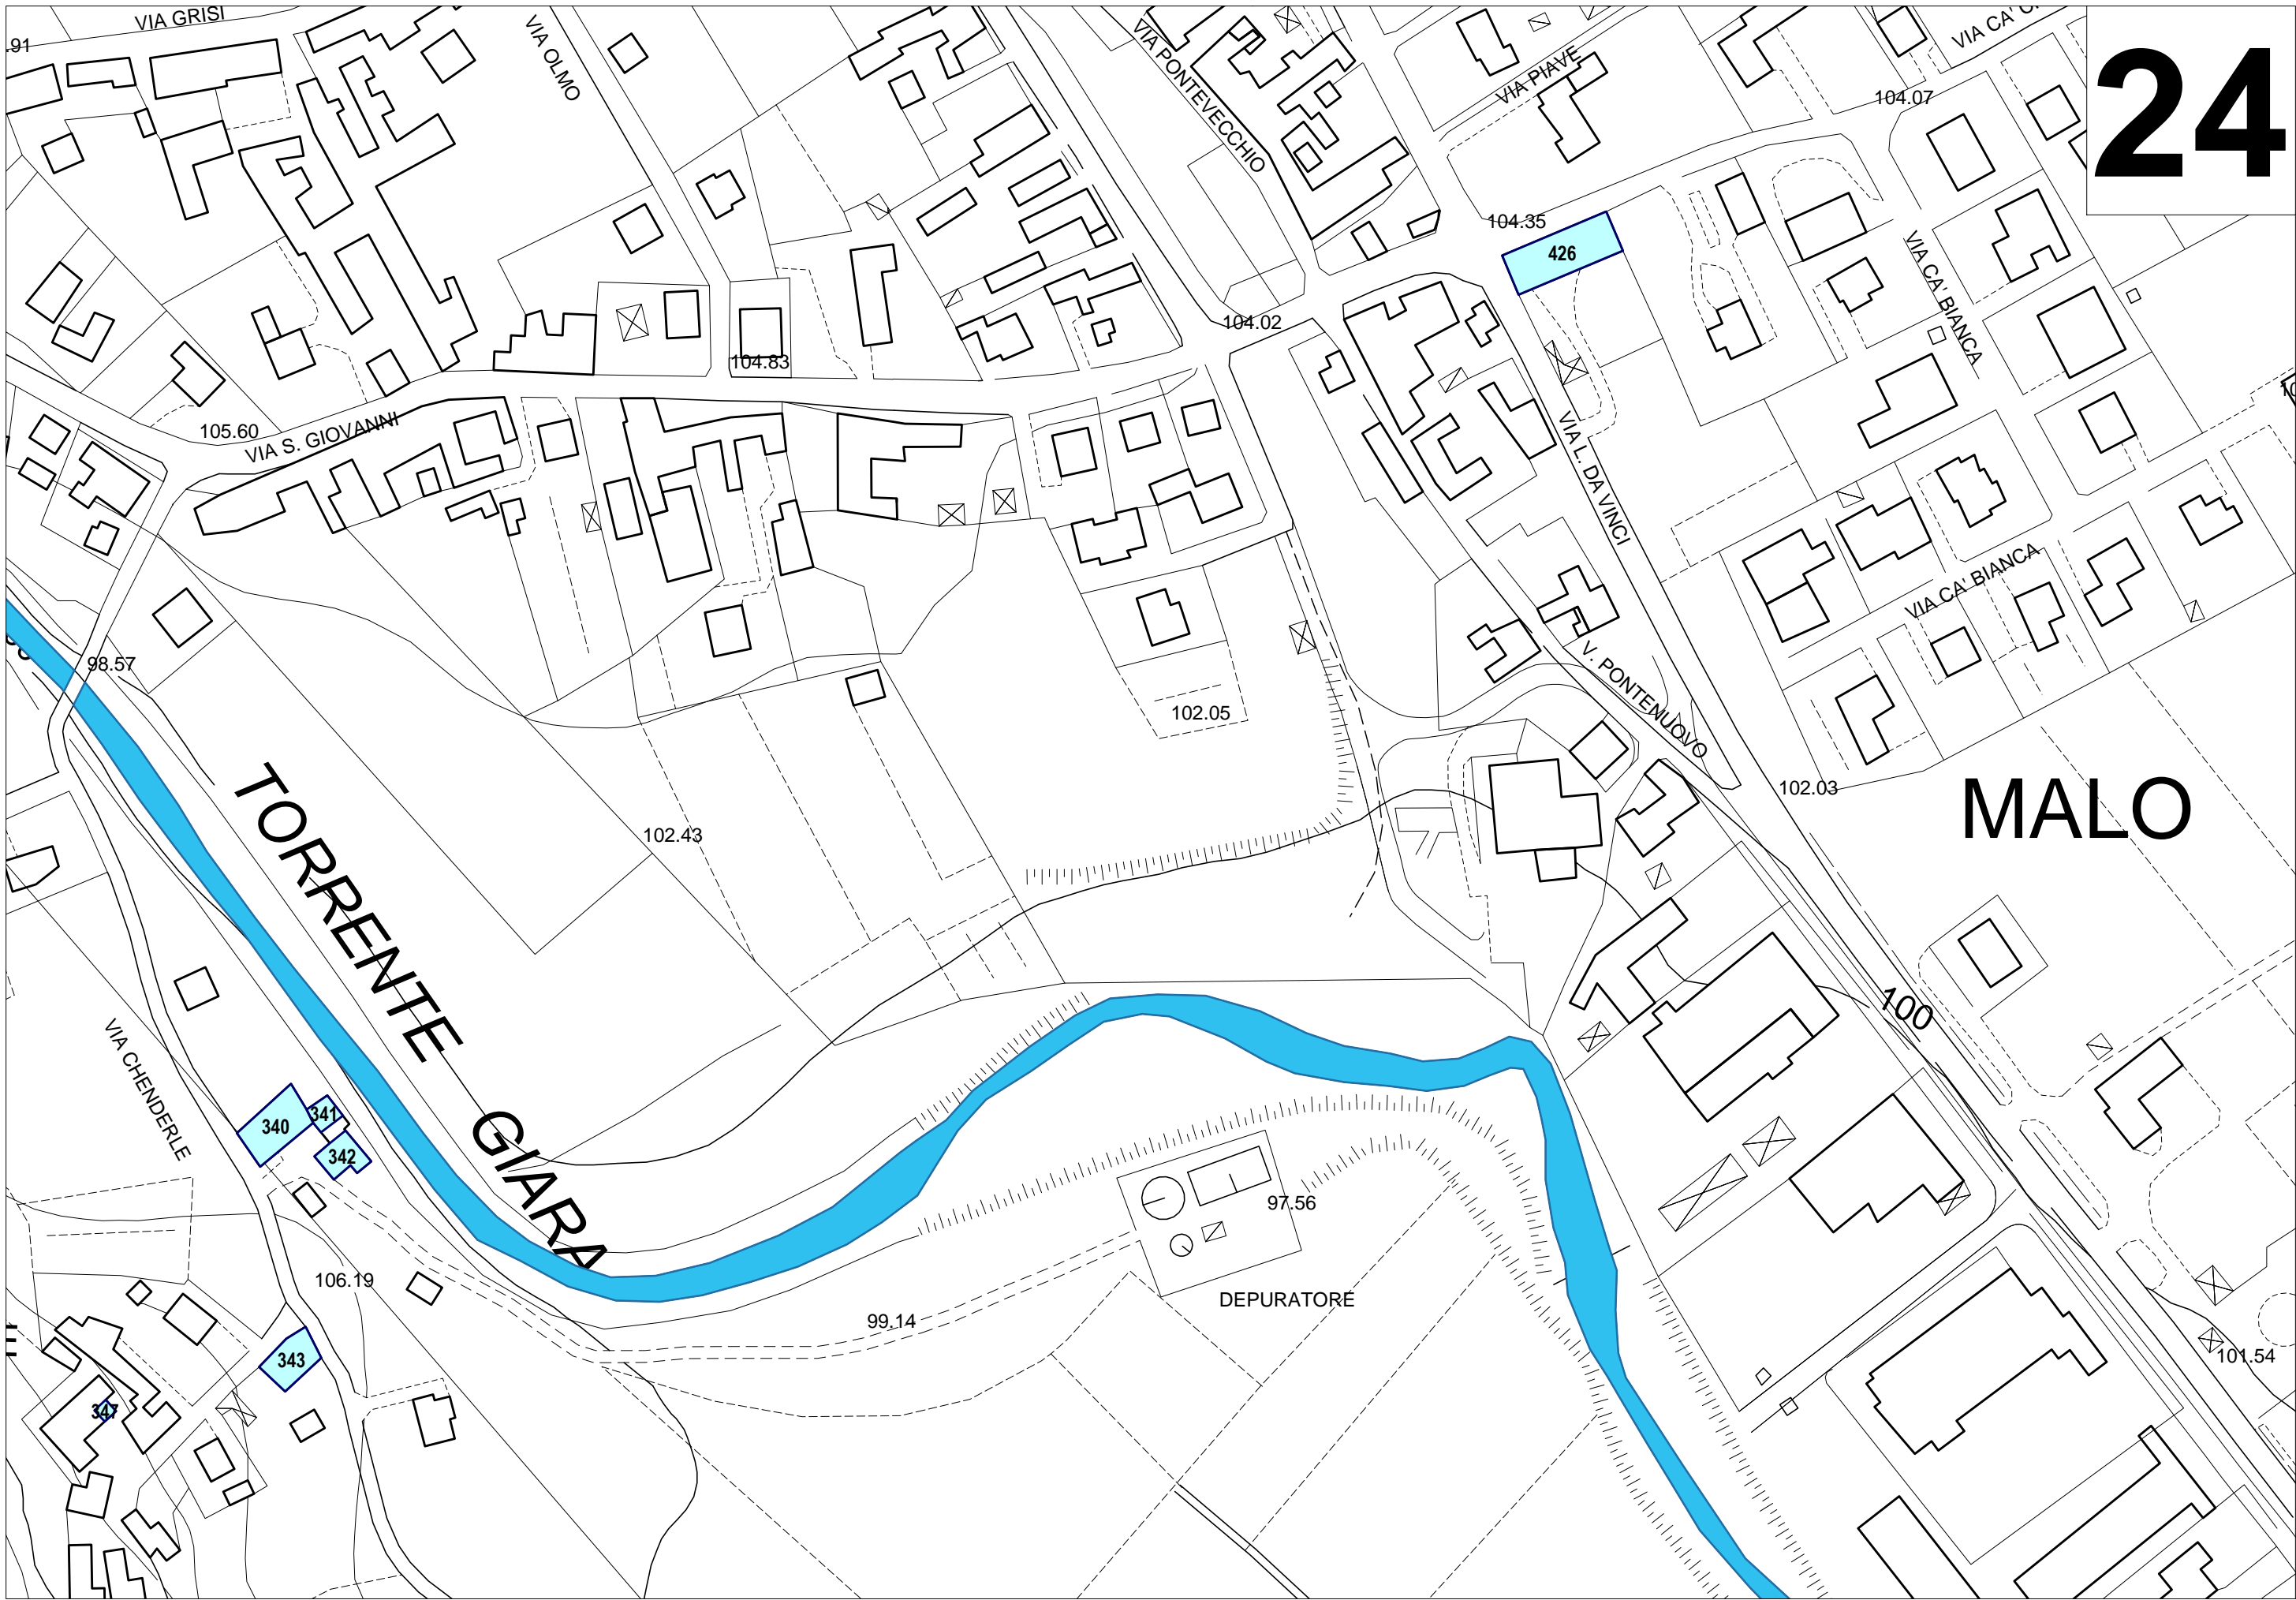 VIA GRISI
.91
VIA OLMO
VIA PONTEVECCHIO
VIA PIAVE
24
104.07
104.35
426
104.02
104.83
VIA CA' BIANCA
105.60
VIA S. GIOVANNI
VIA L. DA VINCI
VIA CA' BIANCA
98.57
V. PONTENUOVO
102.05
102.03
MALO
102.43
TORRENTE GIARA
100
VIA CHENDERLE
340
341
342
97.56
106.19
DEPURATORE
99.14
343
101.54
347